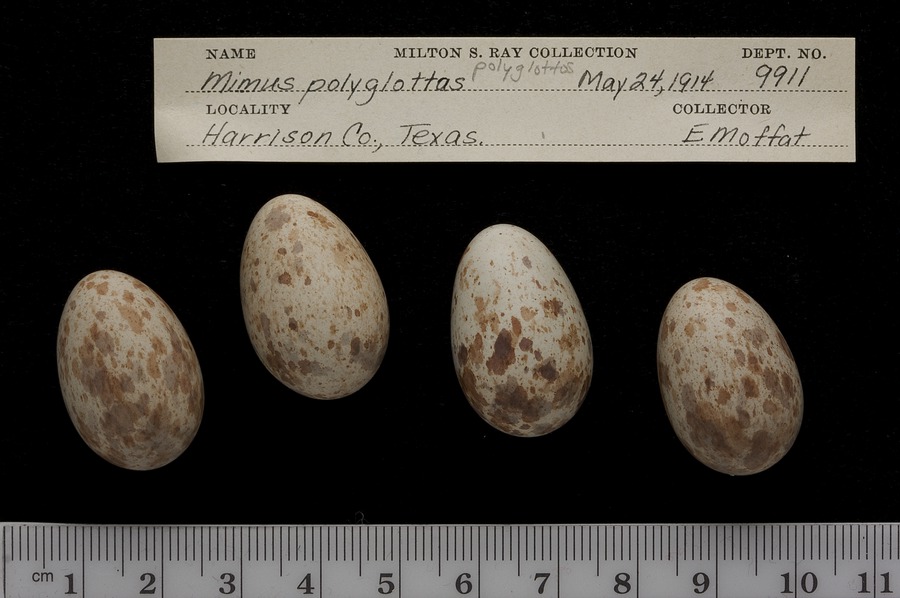 NAME MILTON S. RAY COLLECTION DEPT. NO.
Mimus polyglottas polyglottos May 24, 1914 9911
LOCALITY COLLECTOR
Harrison Co., Texas. E Moffat
cm 1 2 3 4 5 6 7 8 9 10 11